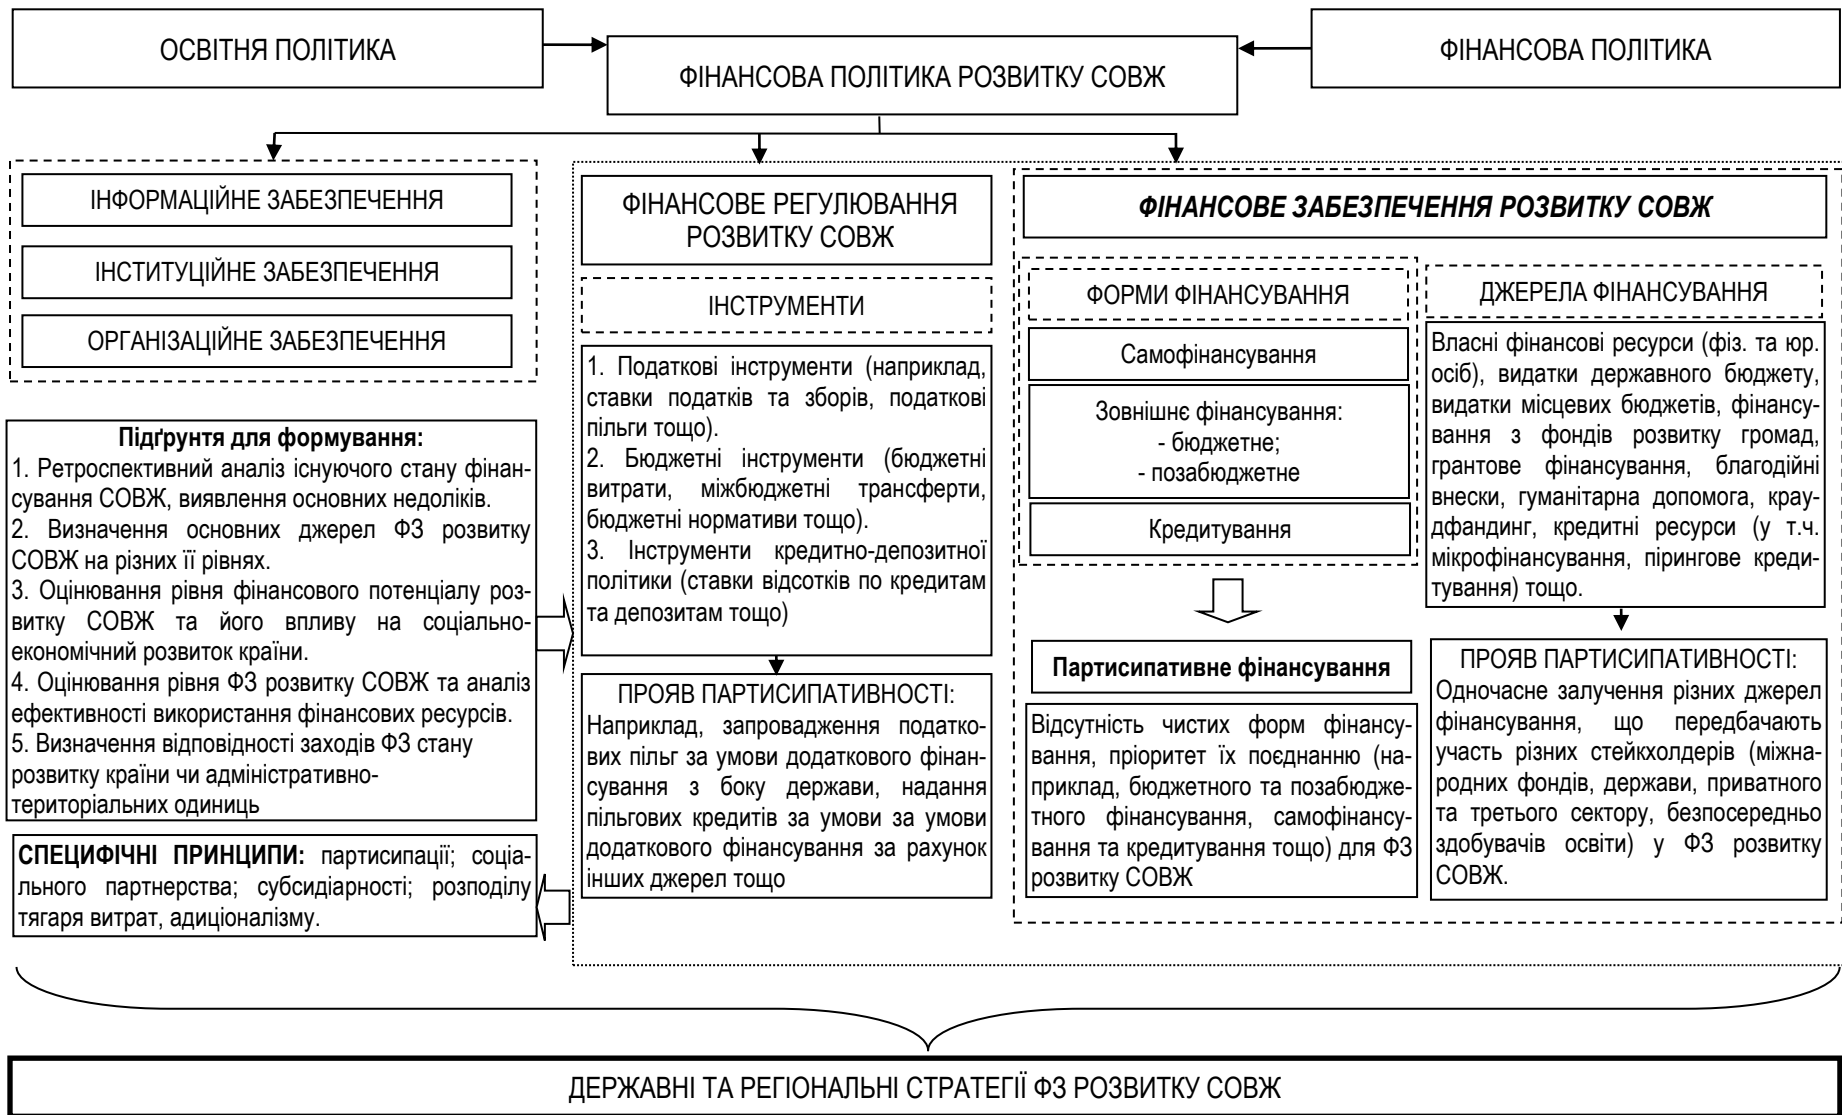 ОСВІТНЯ ПОЛІТИКА
ФІНАНСОВА ПОЛІТИКА РОЗВИТКУ СОВЖ
ФІНАНСОВА ПОЛІТИКА
ІНФОРМАЦІЙНЕ ЗАБЕЗПЕЧЕННЯ
ІНСТИТУЦІЙНЕ ЗАБЕЗПЕЧЕННЯ
ОРГАНІЗАЦІЙНЕ ЗАБЕЗПЕЧЕННЯ
Підґрунтя для формування:
1. Ретроспективний аналіз існуючого стану фінан-
сування СОВЖ, виявлення основних недоліків.
2. Визначення основних джерел ФЗ розвитку
СОВЖ на різних її рівнях.
3. Оцінювання рівня фінансового потенціалу роз-
витку СОВЖ та його впливу на соціально-
економічний розвиток країни.
4. Оцінювання рівня ФЗ розвитку СОВЖ та аналіз
ефективності використання фінансових ресурсів.
5. Визначення відповідності заходів ФЗ стану
розвитку країни чи адміністративно-
територіальних одиниць
СПЕЦИФІЧНІ ПРИНЦИПИ: партисипації; соціа-
льного партнерства; субсидіарності; розподілу
тягаря витрат, адиціоналізму.
ФІНАНСОВЕ РЕГУЛЮВАННЯ
РОЗВИТКУ СОВЖ
ІНСТРУМЕНТИ
1. Податкові інструменти (наприклад,
ставки податків та зборів, податкові
пільги тощо).
2. Бюджетні інструменти (бюджетні
витрати, міжбюджетні трансферти,
бюджетні нормативи тощо).
3. Інструменти кредитно-депозитної
політики (ставки відсотків по кредитам
та депозитам тощо)
ПРОЯВ ПАРТИСИПАТИВНОСТІ:
Наприклад, запровадження податко-
вих пільг за умови додаткового фінан-
сування з боку держави, надання
пільгових кредитів за умови за умови
додаткового фінансування за рахунок
інших джерел тощо
ФІНАНСОВЕ ЗАБЕЗПЕЧЕННЯ РОЗВИТКУ СОВЖ
ФОРМИ ФІНАНСУВАННЯ
Самофінансування
Зовнішнє фінансування:
- бюджетне;
- позабюджетне
Кредитування
Партисипативне фінансування
Відсутність чистих форм фінансу-
вання, пріоритет їх поєднанню (на-
приклад, бюджетного та позабюдже-
тного фінансування, самофінансу-
вання та кредитування тощо) для ФЗ
розвитку СОВЖ
ДЖЕРЕЛА ФІНАНСУВАННЯ
Власні фінансові ресурси (фіз. та юр.
осіб), видатки державного бюджету,
видатки місцевих бюджетів, фінансу-
вання з фондів розвитку громад,
грантове фінансування, благодійні
внески, гуманітарна допомога, крау-
дфандинг, кредитні ресурси (у т.ч.
мікрофінансування, пірингове креди-
тування) тощо.
ПРОЯВ ПАРТИСИПАТИВНОСТІ:
Одночасне залучення різних джерел
фінансування, що передбачають
участь різних стейкхолдерів (міжна-
родних фондів, держави, приватного
та третього сектору, безпосередньо
здобувачів освіти) у ФЗ розвитку
СОВЖ.
ДЕРЖАВНІ ТА РЕГІОНАЛЬНІ СТРАТЕГІЇ ФЗ РОЗВИТКУ СОВЖ